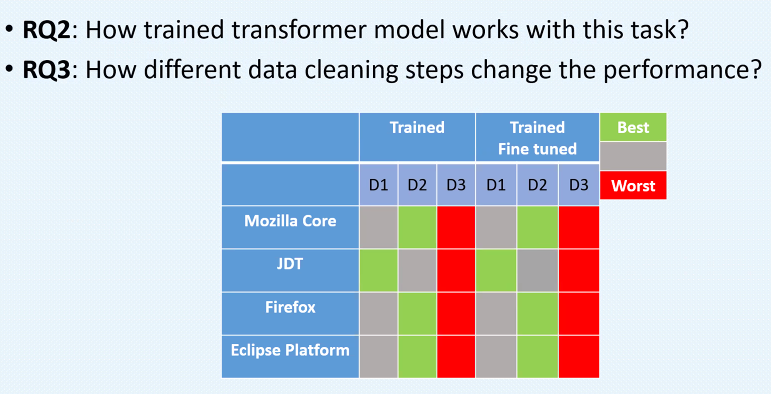 • RQ2: How trained transformer model works with this task?
• RQ3: How different data cleaning steps change the performance?
Trained Trained Best
Fine tuned
D1 D2 D3 D1 D2 D3 Worst
Mozilla Core
JDT
Firefox
Eclipse Platform